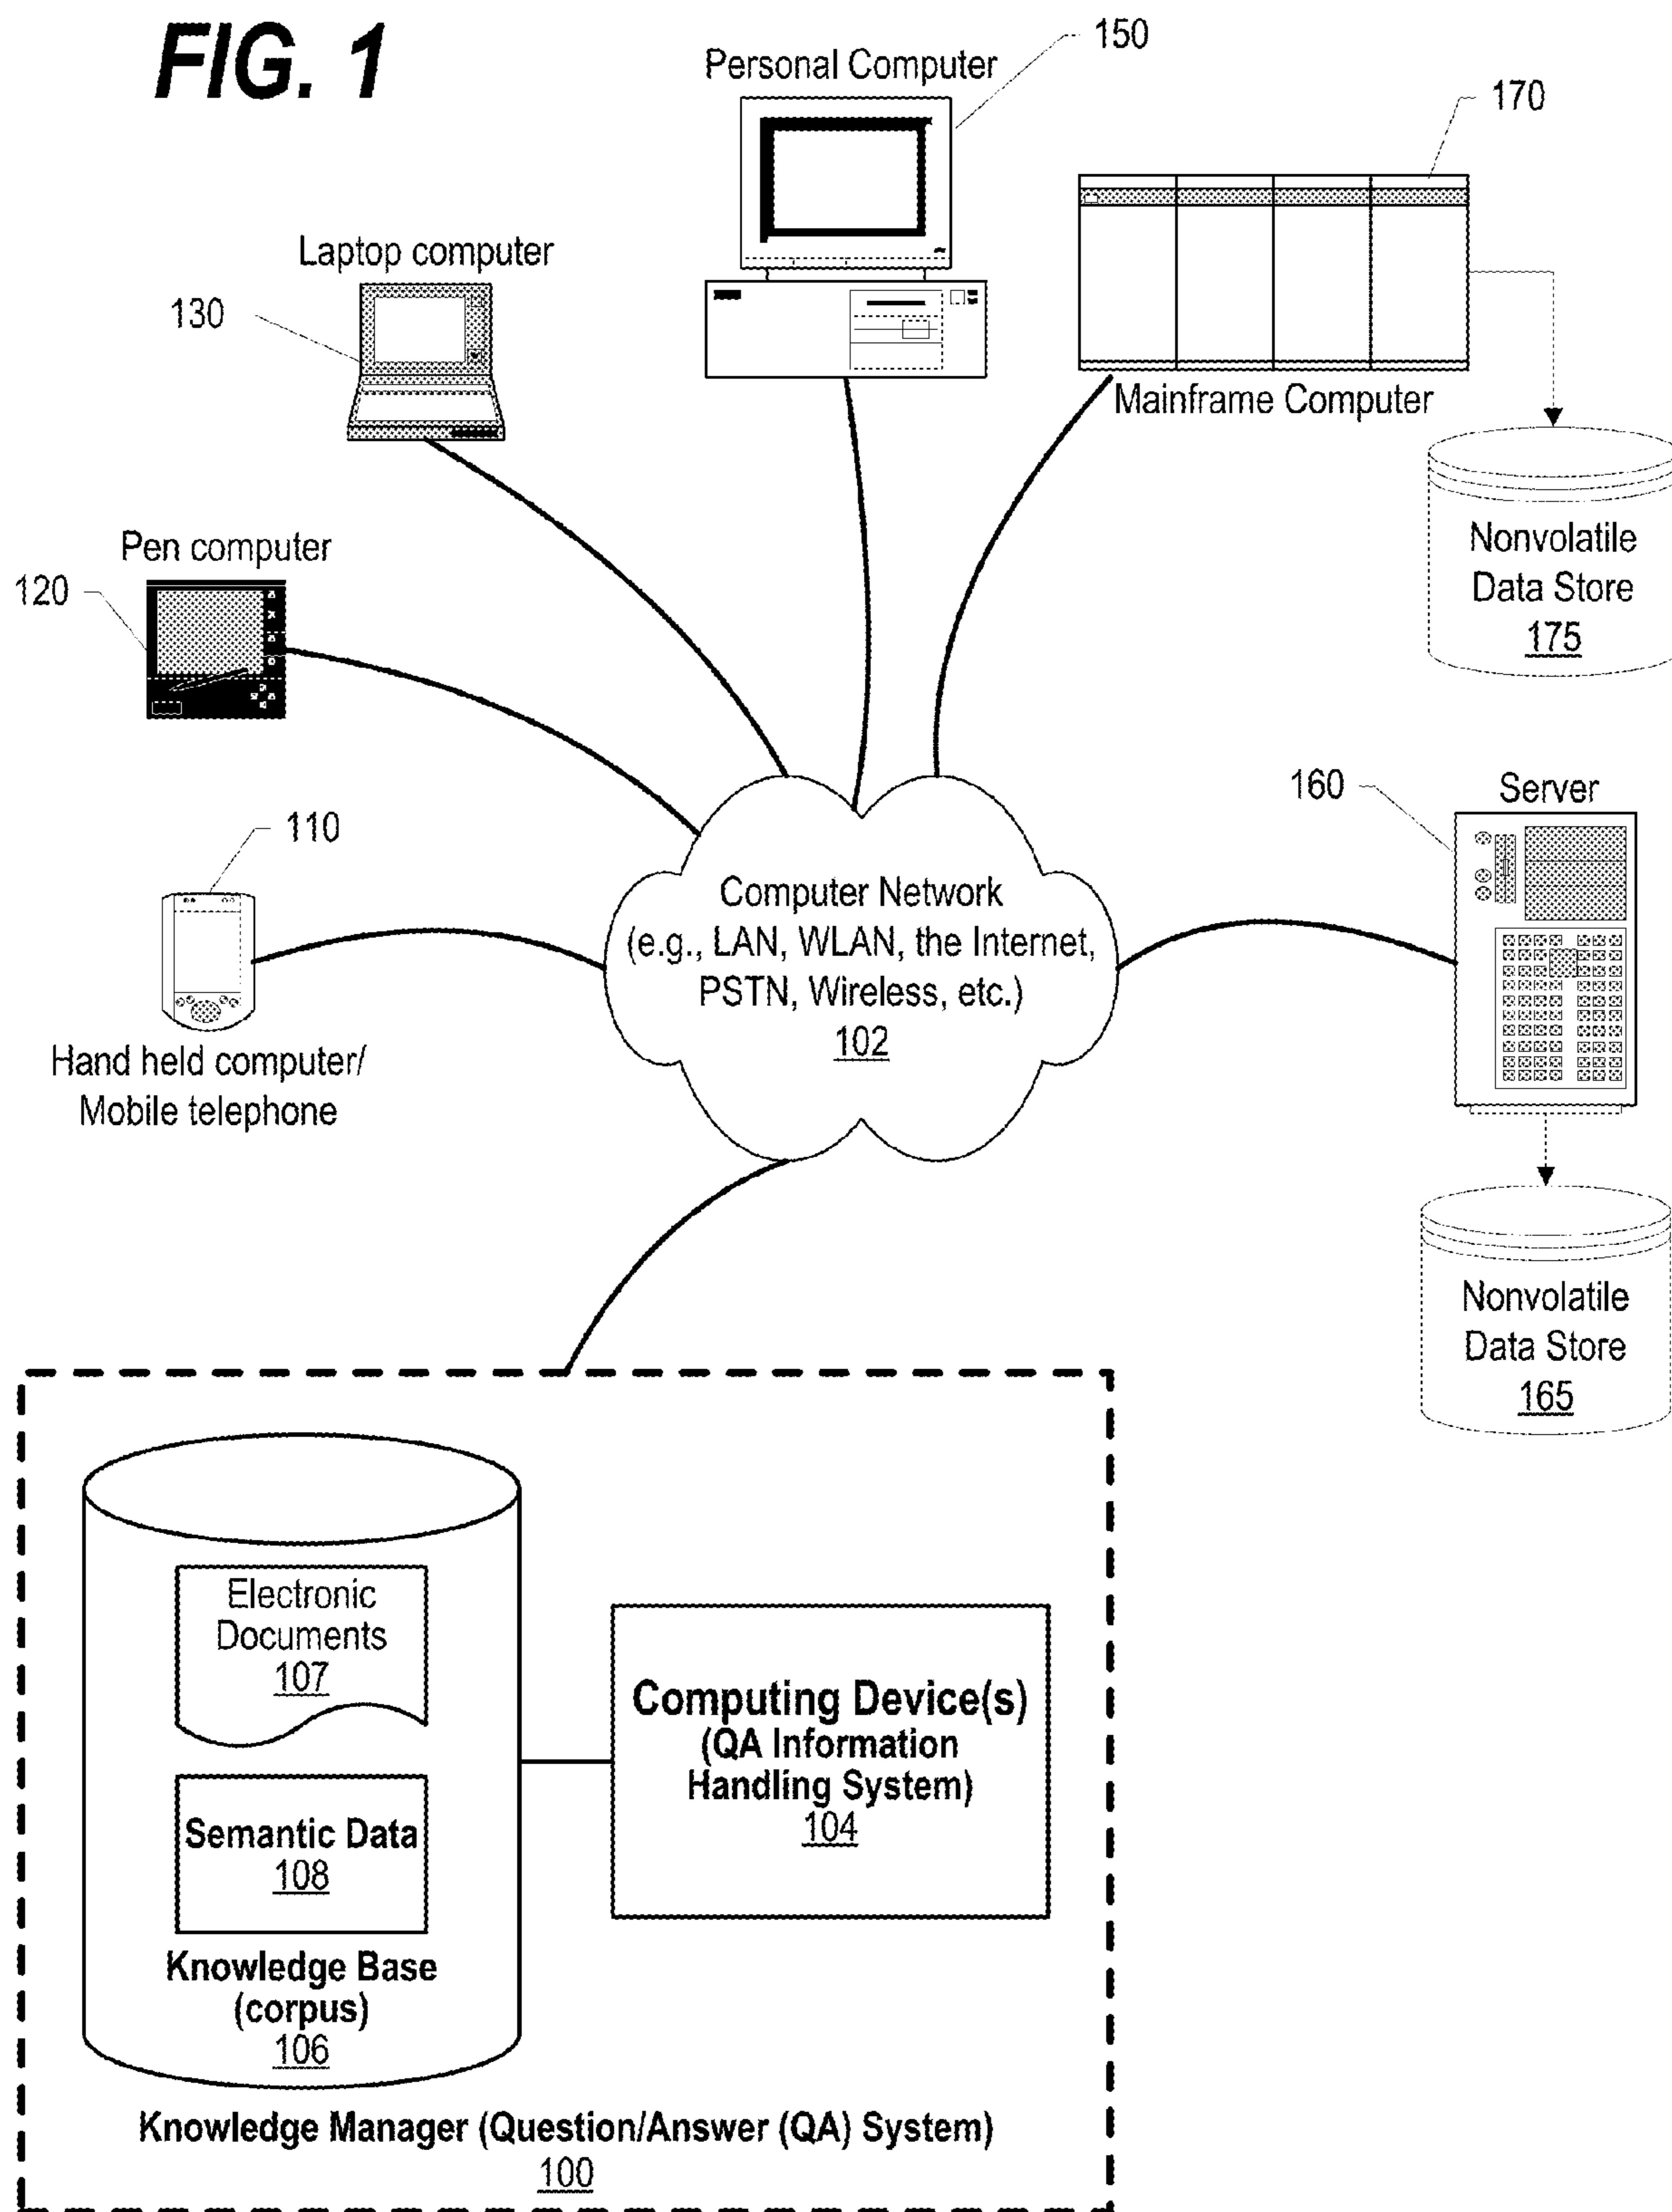 FIG. 1
Personal Computer
150
170
Laptop computer
130
Mainframe Computer
Nonvolatile
Data Store
175
Pen computer
120
160
Server
110
Computer Network
(e.g., LAN, WLAN, the Internet,
PSTN, Wireless, etc.)
102
Hand held computer/
Mobile telephone
Nonvolatile
Data Store
165
Electronic
Documents
107
Semantic Data
108
Knowledge Base
(corpus)
106
Computing Device(s)
(QA Information
Handling System)
104
Knowledge Manager (Question/Answer (QA) System)
100